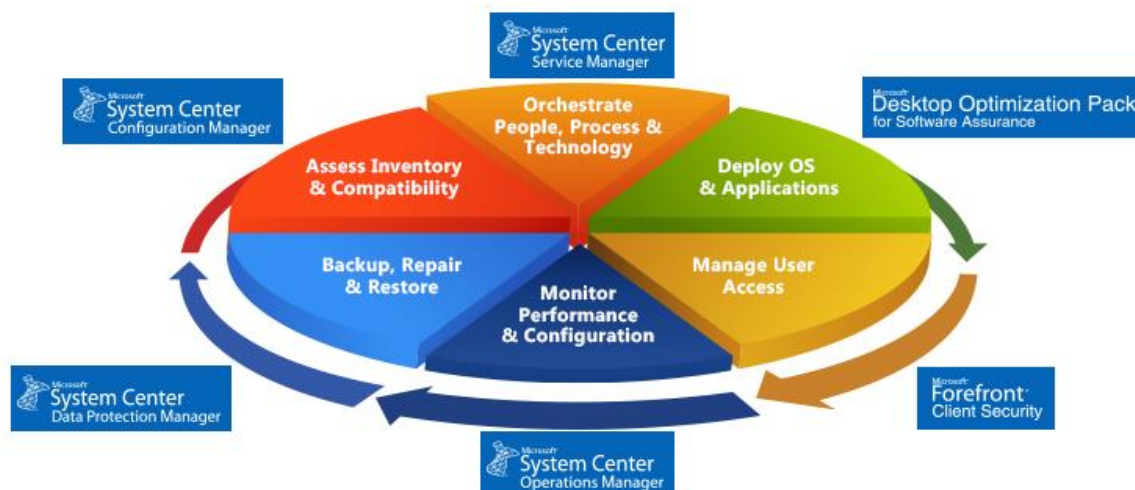 Microsoft
System Center
Service Manager
Microsoft
System Center
Configuration Manager
Microsoft
Desktop Optimization Pack
for Software Assurance
Orchestrate
People, Process &
Technology
Assess Inventory
& Compatibility
Deploy OS
& Applications
Backup, Repair
& Restore
Manage User
Access
Monitor
Performance
& Configuration
Microsoft
System Center
Data Protection Manager
Microsoft
Forefront
Client Security
Microsoft
System Center
Operations Manager